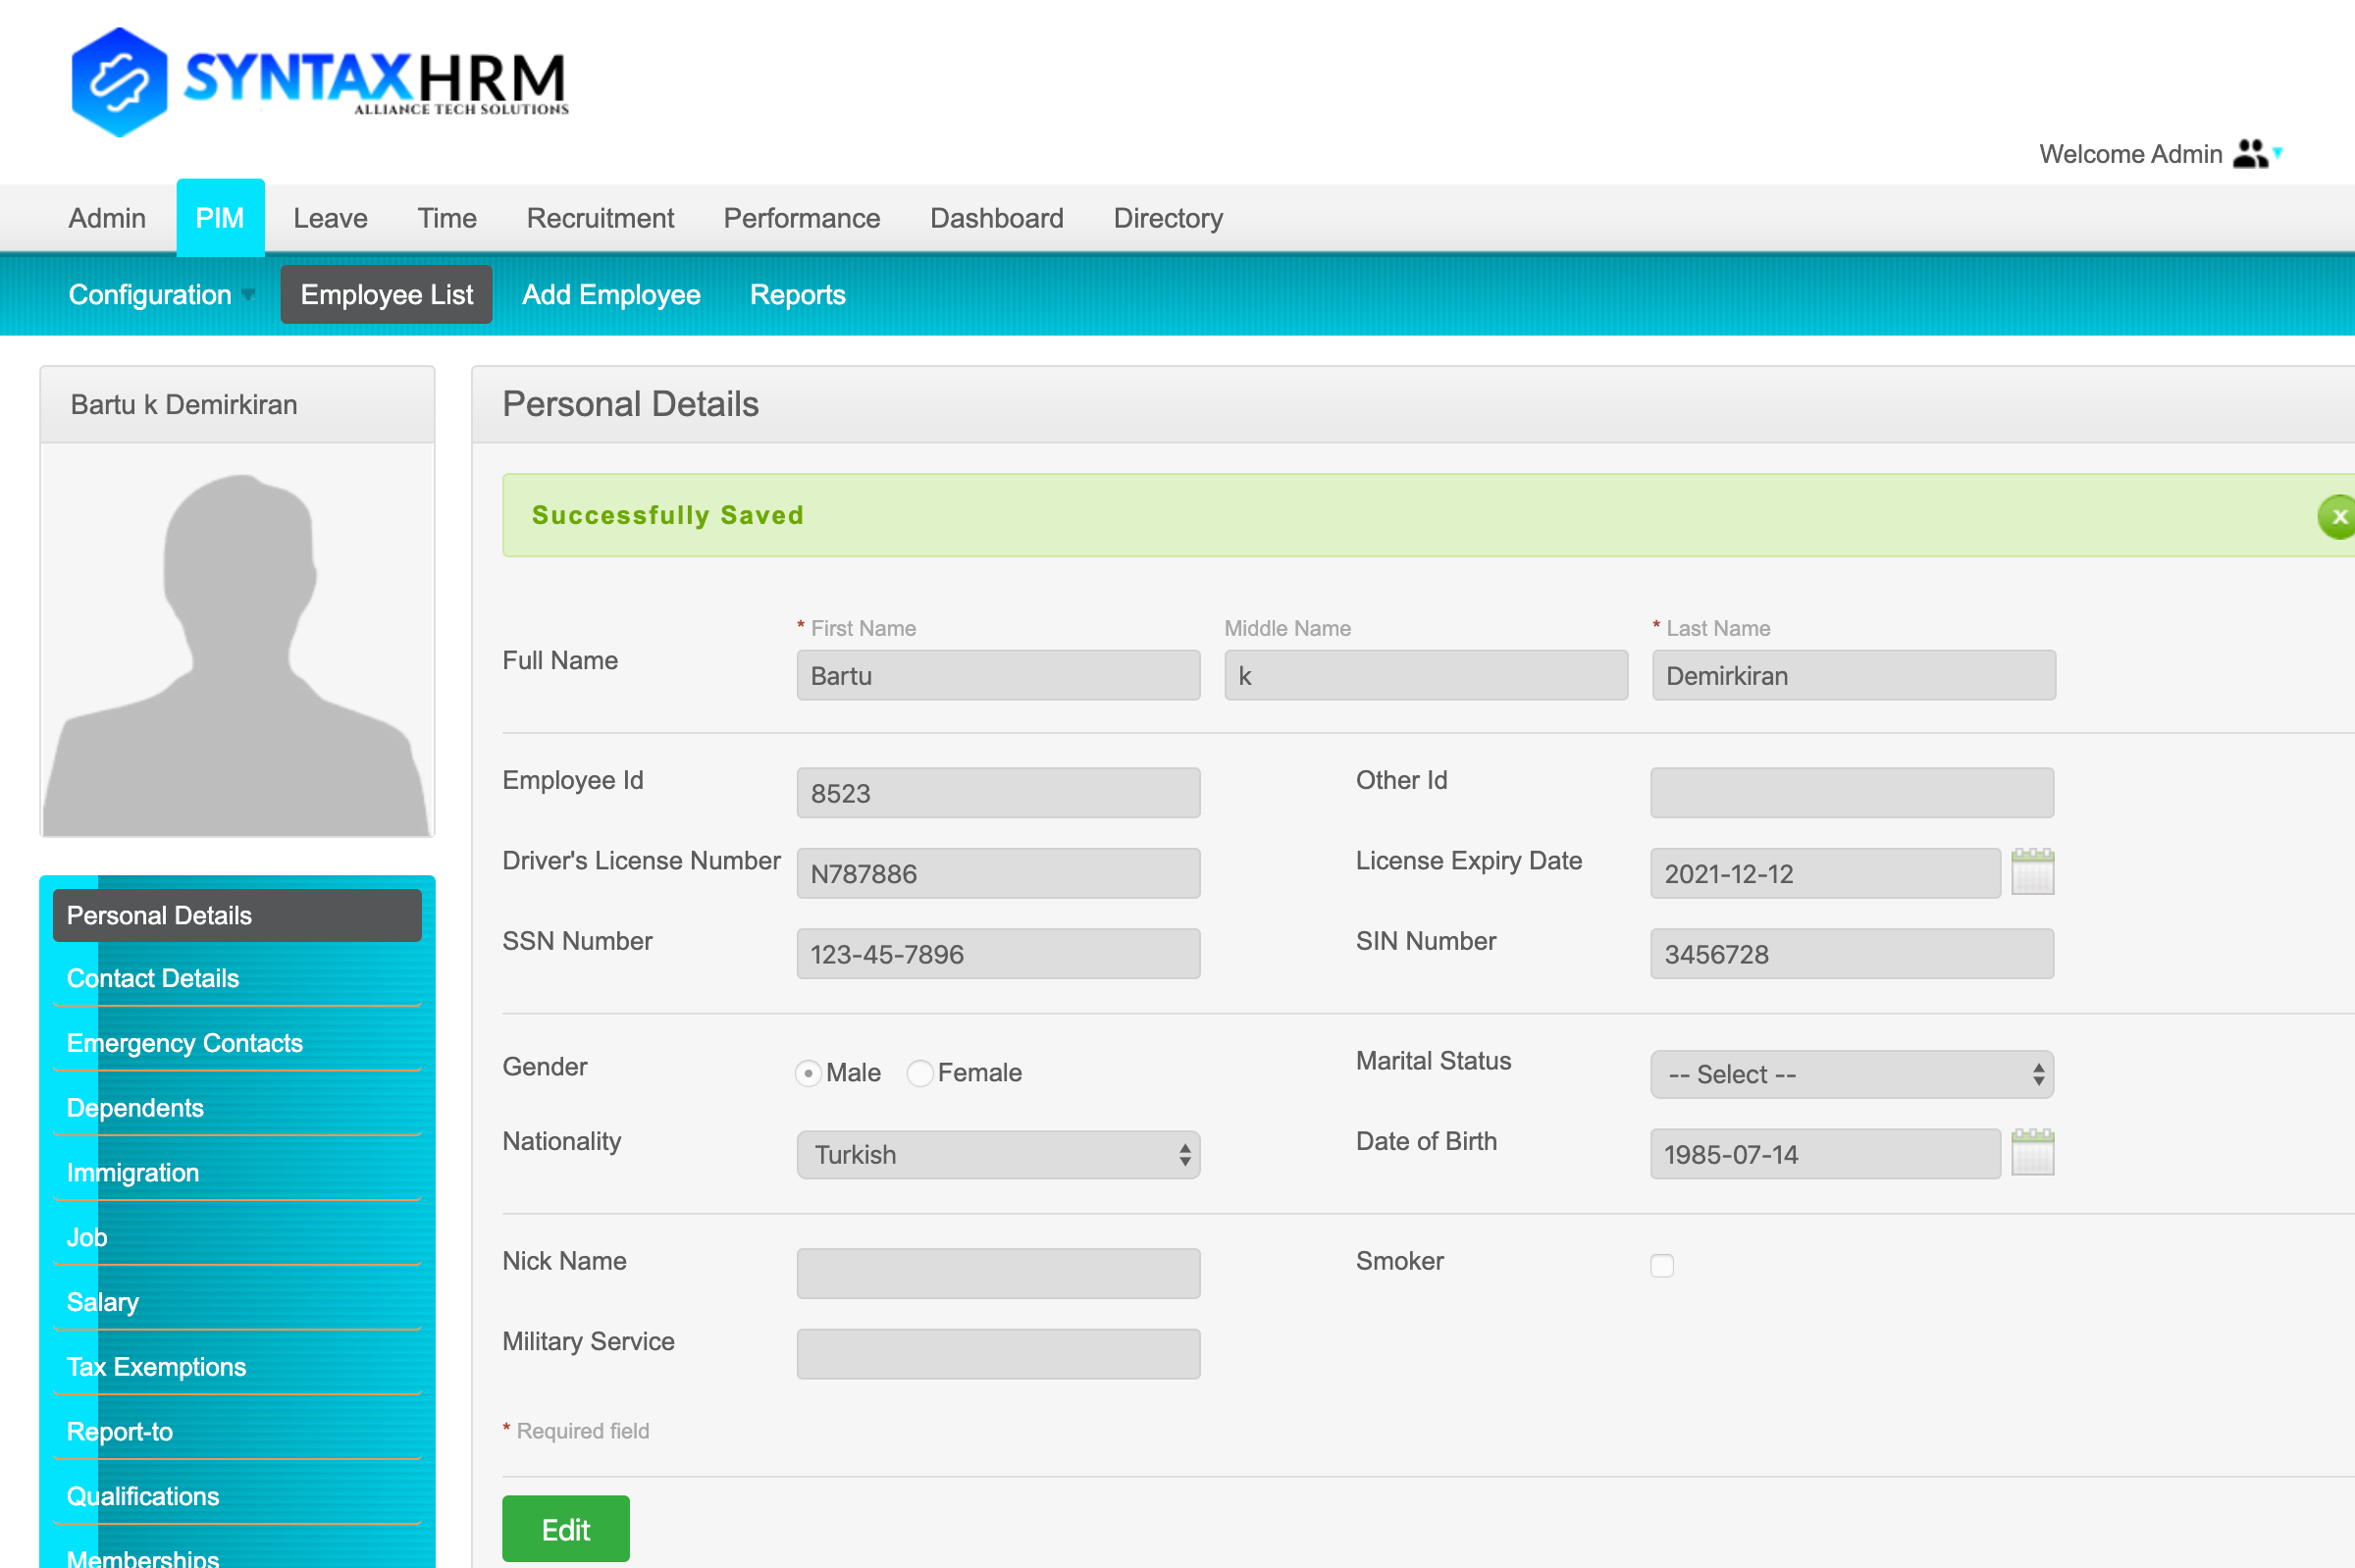 SYNTAXHRM
ALLIANCE TECH SOLUTIONS
Welcome Admin
Admin PIM Leave Time Recruitment Performance Dashboard Directory
Configuration Employee List Add Employee Reports
Bartu k Demirkiran
Personal Details
Contact Details
Emergency Contacts
Dependents
Immigration
Job
Salary
Tax Exemptions
Report-to
Qualifications
Memberships
Personal Details
Successfully Saved x
* First Name Middle Name * Last Name
Full Name Bartu k Demirkiran
Employee Id 8523 Other Id
Driver's License Number N787886 License Expiry Date 2021-12-12
SSN Number 123-45-7896 SIN Number 3456728
Gender Male Female Marital Status -- Select --
Nationality Turkish Date of Birth 1985-07-14
Nick Name Smoker
Military Service
* Required field
Edit